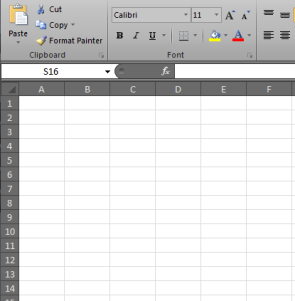 Cut
Calibri 11 A A
Copy
Paste
Format Painter
B I U A
Clipboard Font
S16 fx
A B C D E F
1
2
3
4
5
6
7
8
9
10
11
12
13
14